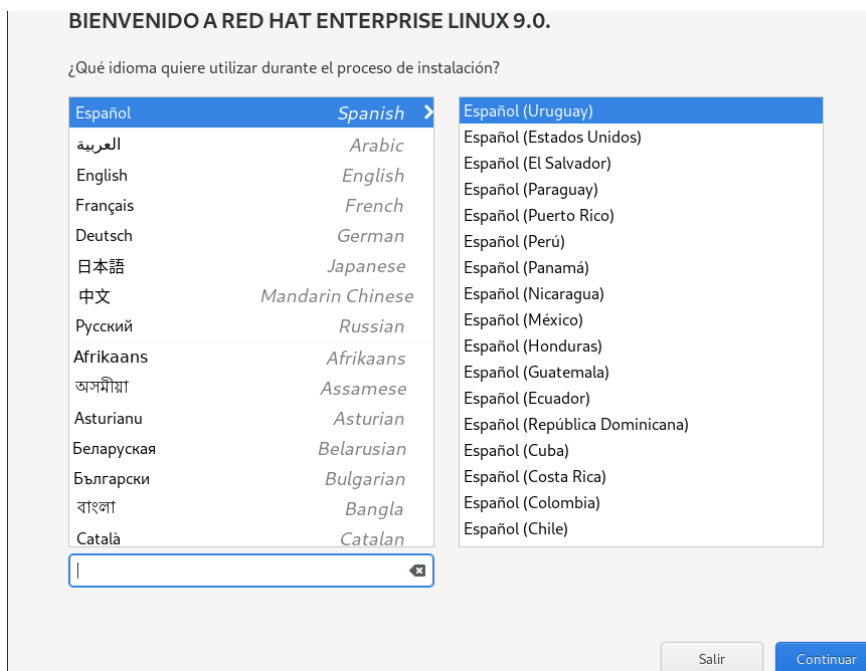 BIENVENIDO A RED HAT ENTERPRISE LINUX 9.0.
¿Qué idioma quiere utilizar durante el proceso de instalación?
Español Spanish
العربية Arabic
English English
Français French
Deutsch German
日本語 Japanese
中文 Mandarin Chinese
Русский Russian
Afrikaans Afrikaans
অসমীয়া Assamese
Asturianu Asturian
Беларуская Belarusian
Български Bulgarian
বাংলা Bangla
Català Catalan
Español (Uruguay)
Español (Estados Unidos)
Español (El Salvador)
Español (Paraguay)
Español (Puerto Rico)
Español (Perú)
Español (Panamá)
Español (Nicaragua)
Español (México)
Español (Honduras)
Español (Guatemala)
Español (Ecuador)
Español (República Dominicana)
Español (Cuba)
Español (Costa Rica)
Español (Colombia)
Español (Chile)
Salir
Continuar